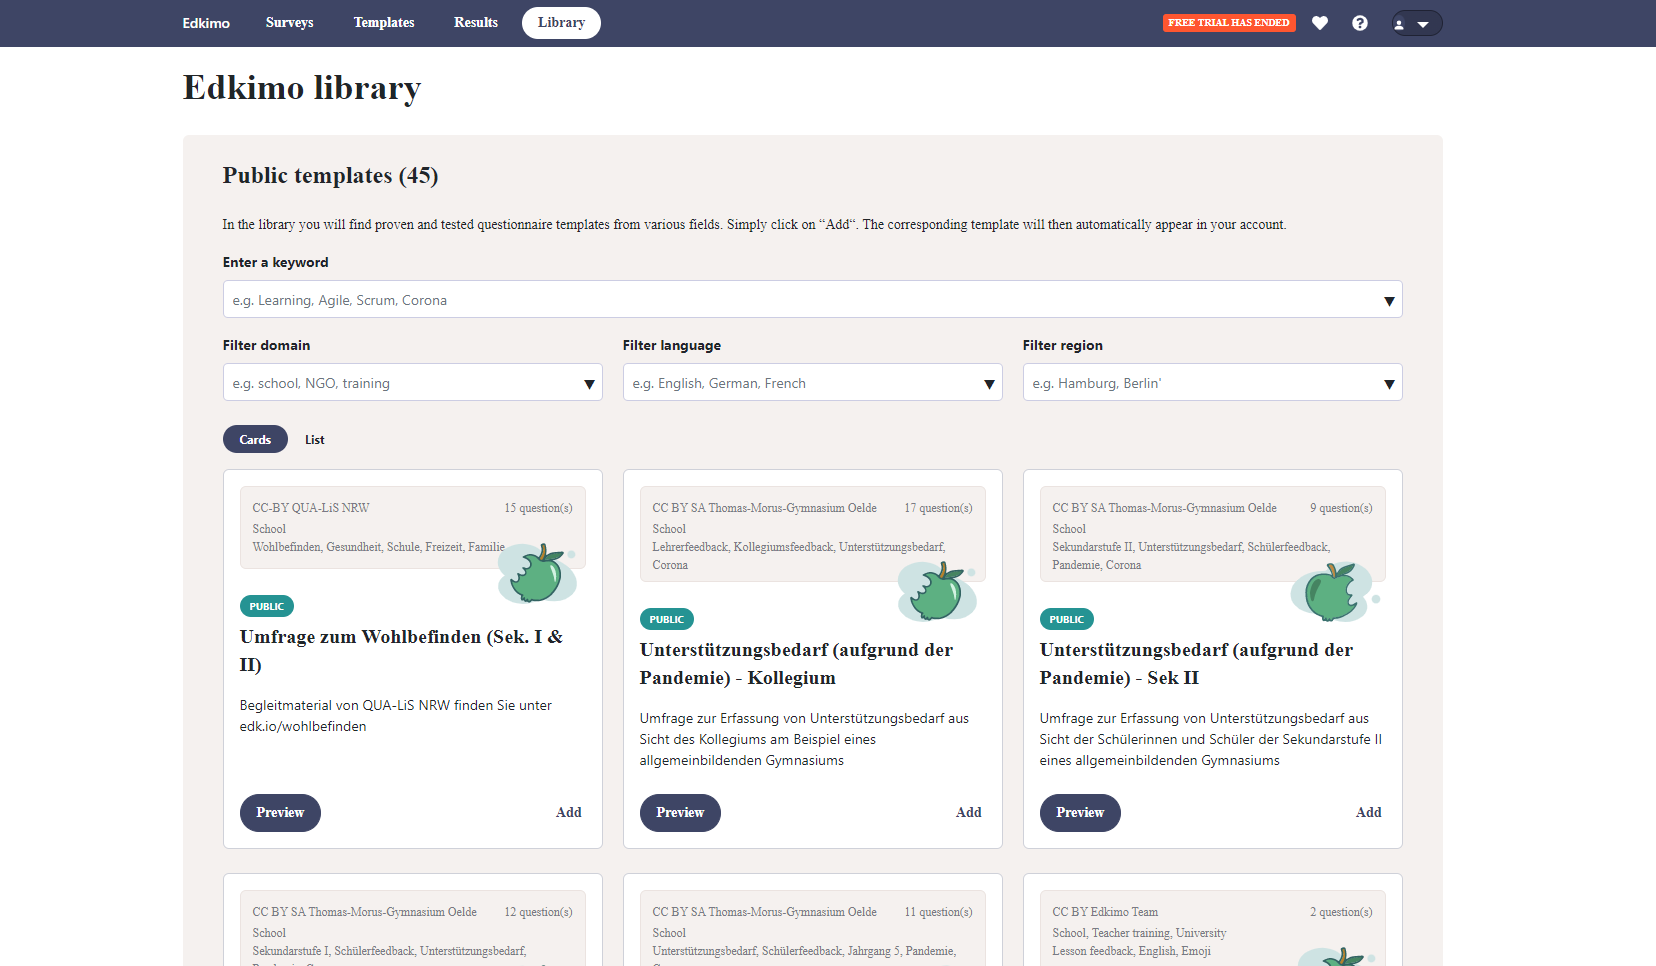 Edkimo Surveys Templates Results Library FREE TRIAL HAS ENDED
Edkimo library
Public templates (45)
In the library you will find proven and tested questionnaire templates from various fields. Simply click on “Add“. The corresponding template will then automatically appear in your account.
Enter a keyword
e.g. Learning, Agile, Scrum, Corona
Filter domain
e.g. school, NGO, training
Filter language
e.g. English, German, French
Filter region
e.g. Hamburg, Berlin'
Cards List
CC-BY QUA-LiS NRW 15 question(s)
School
Wohlbefinden, Gesundheit, Schule, Freizeit, Familie
PUBLIC
Umfrage zum Wohlbefinden (Sek. I &
II)
Begleitmaterial von QUA-LiS NRW finden Sie unter
edk.io/wohlbefinden
Preview Add
CC BY SA Thomas-Morus-Gymnasium Oelde 17 question(s)
School
Lehrerfeedback, Kollegiumsfeedback, Unterstützungsbedarf,
Corona
PUBLIC
Unterstützungsbedarf (aufgrund der
Pandemie) - Kollegium
Umfrage zur Erfassung von Unterstützungsbedarf aus
Sicht des Kollegiums am Beispiel eines
allgemeinbildenden Gymnasiums
Preview Add
CC BY SA Thomas-Morus-Gymnasium Oelde 9 question(s)
School
Sekundarstufe II, Unterstützungsbedarf, Schülerfeedback,
Pandemie, Corona
PUBLIC
Unterstützungsbedarf (aufgrund der
Pandemie) - Sek II
Umfrage zur Erfassung von Unterstützungsbedarf aus
Sicht der Schülerinnen und Schüler der Sekundarstufe II
eines allgemeinbildenden Gymnasiums
Preview Add
CC BY SA Thomas-Morus-Gymnasium Oelde 12 question(s)
School
Sekundarstufe I, Schülerfeedback, Unterstützungsbedarf,
CC BY SA Thomas-Morus-Gymnasium Oelde 11 question(s)
School
Unterstützungsbedarf, Schülerfeedback, Jahrgang 5, Pandemie,
CC BY Edkimo Team 2 question(s)
School, Teacher training, University
Lesson feedback, English, Emoji